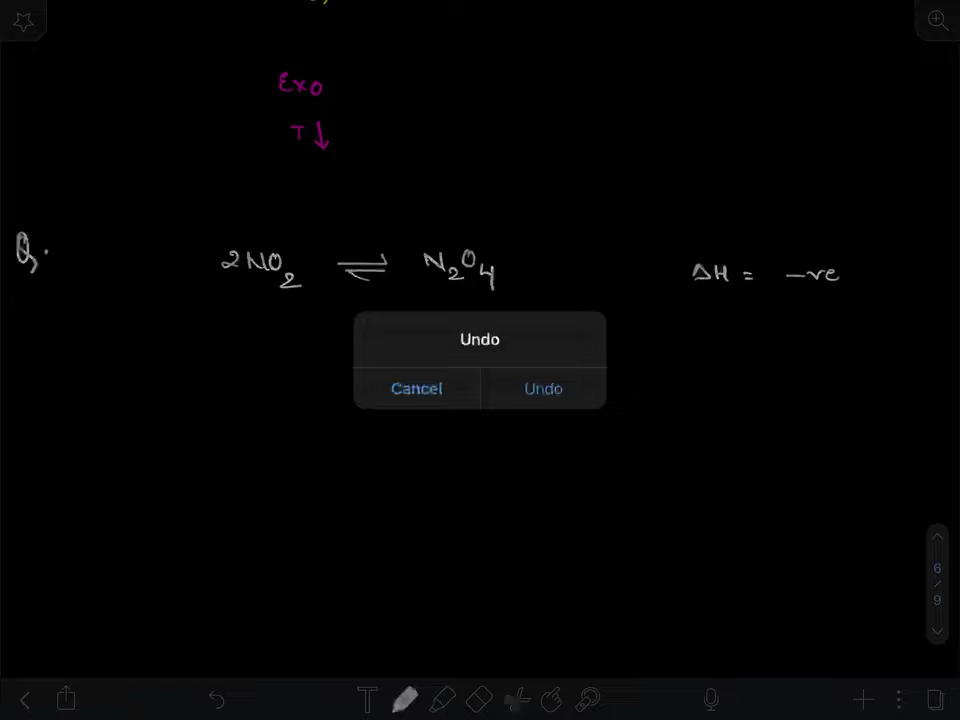 Exo
T ↓
Q. 2NO₂ ⇌ N₂O₄ ΔH = -ve
Undo
Cancel Undo
6
/
9
T